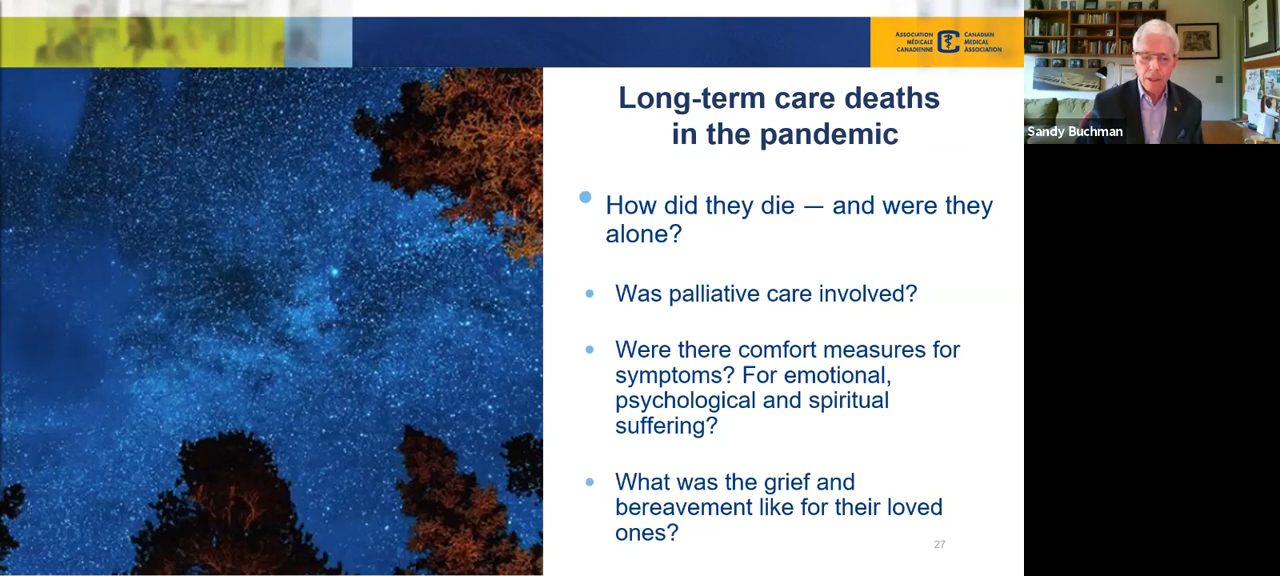 ASSOCIATION
MÉDICALE
CANADIENNE
CANADIAN
MEDICAL
ASSOCIATION
Sandy Buchman
Long-term care deaths
in the pandemic
How did they die — and were they
alone?
Was palliative care involved?
Were there comfort measures for
symptoms? For emotional,
psychological and spiritual
suffering?
What was the grief and
bereavement like for their loved
ones?
27